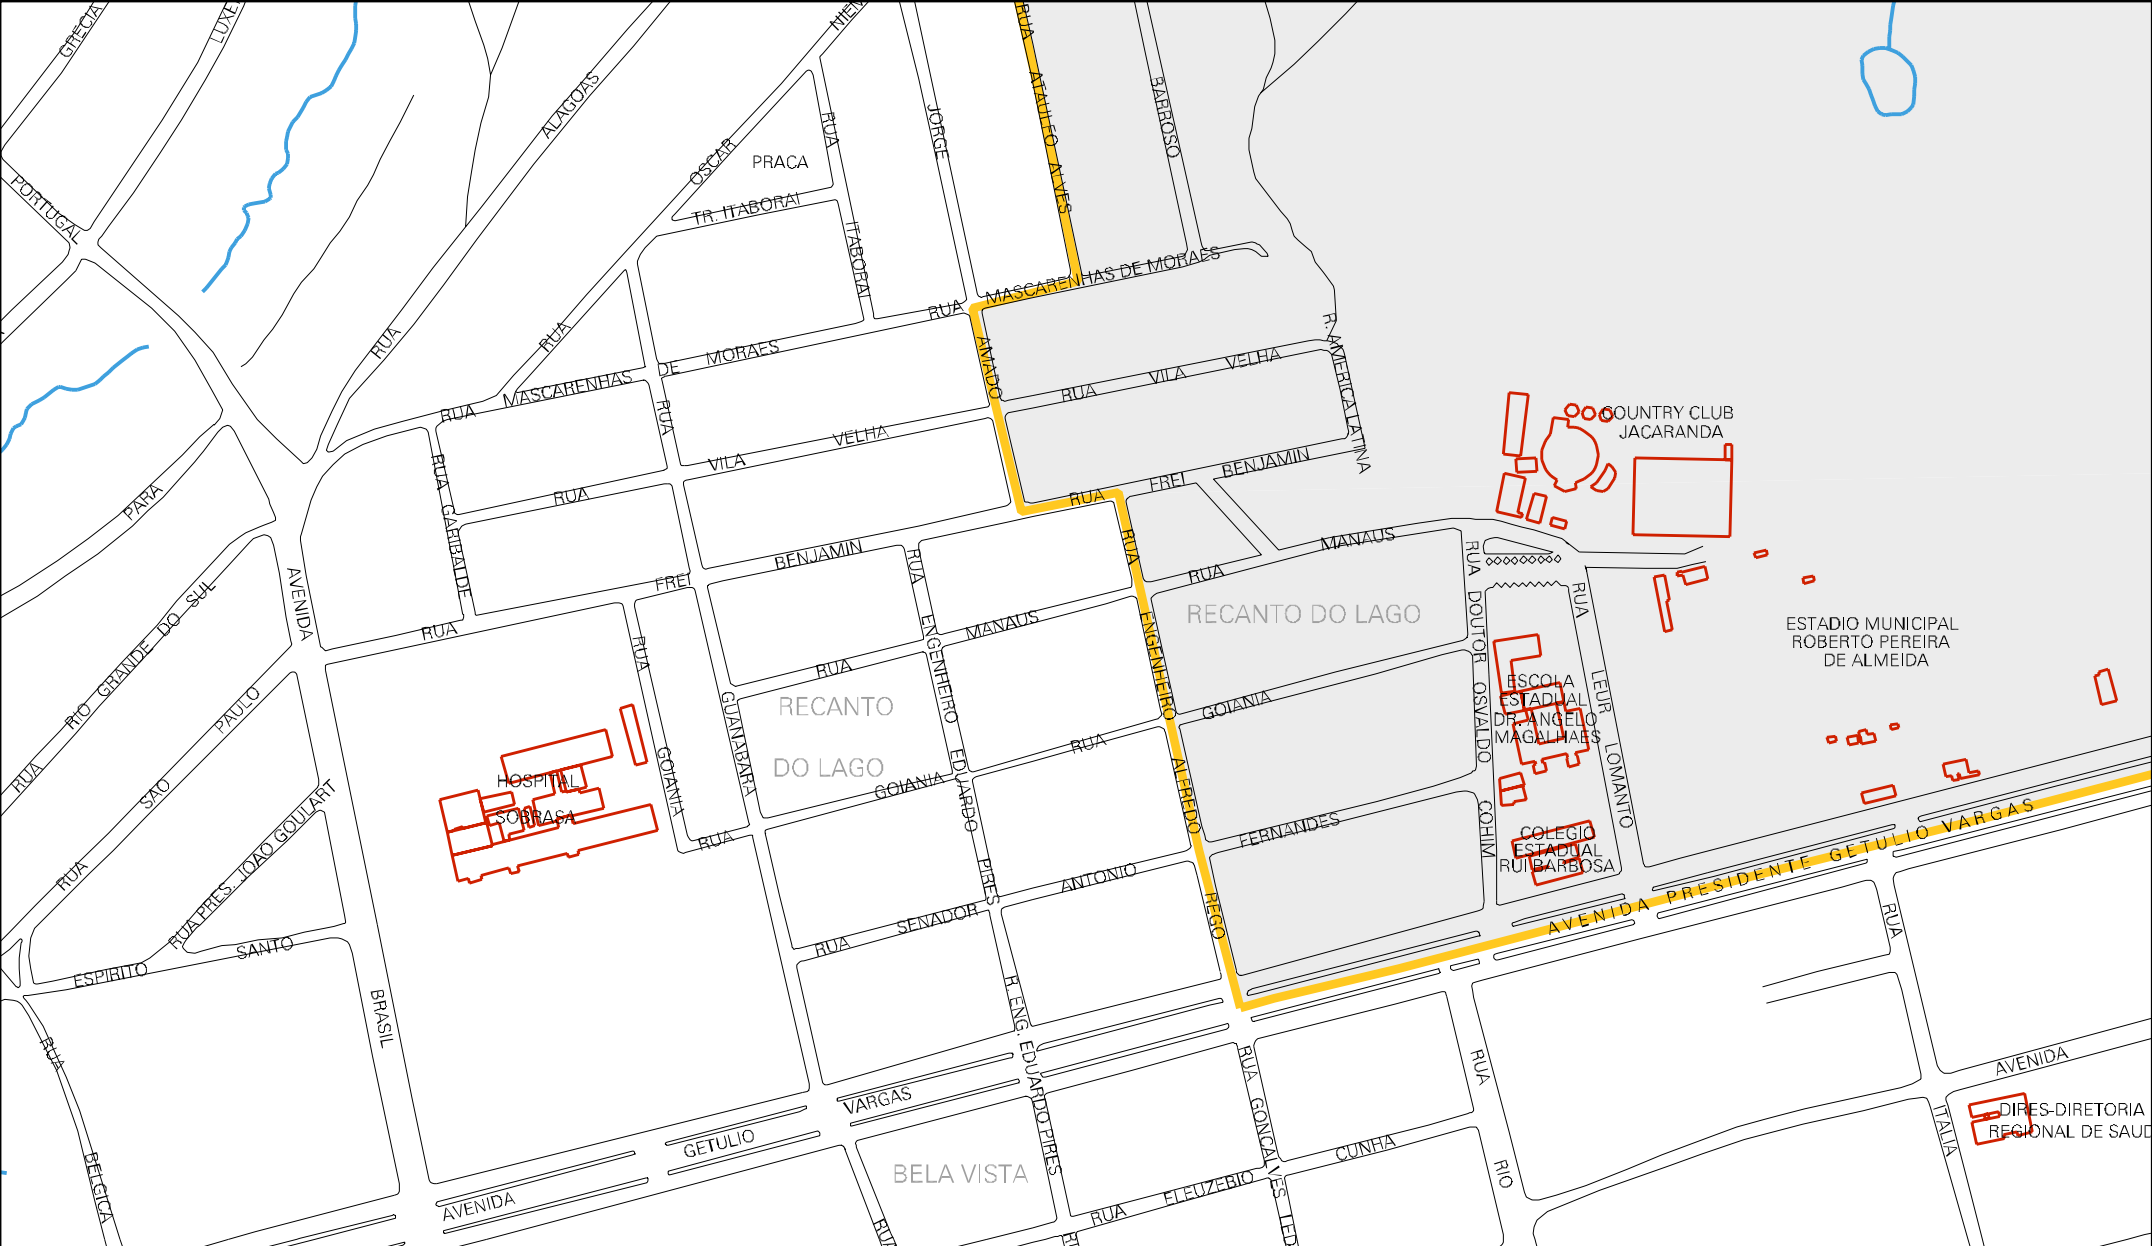 GRECIA
PORTUGAL
RUA
ALAGOAS
RUA
OSCAR
PRACA
TR. ITABORAI
RUA
ITABORAI
JORGE
AMADO
RUA
ATAULFO ALVES
BARROSO
RUA
MASCARENHAS
DE
MORAES
RUA
MASCARENHAS DE MORAES
RUA
VILA
VELHA
RUA
VILA
VELHA
R. AMERICA LATINA
RUA
GARIBALDE
RUA
GUANABARA
RUA
FREI
BENJAMIN
RUA
FREI
BENJAMIN
COUNTRY CLUB
JACARANDA
PARA
RUA
RIO GRANDE DO SUL
RUA
SAO
PAULO
RUA PRES. JOAO GOULART
ESPIRITO
SANTO
AVENIDA
BRASIL
RUA
BELGICA
RUA
GOIANIA
RUA
GOIANIA
RUA
GOIANIA
RUA
MANAUS
RUA
MANAUS
RUA
ENGENHEIRO
EDUARDO
PIRES
R. ENG. EDUARDO PIRES
RUA
ENGENHEIRO
ALFREDO
REGO
RECANTO DO LAGO
RECANTO
DO LAGO
HOSPITAL
SOBRASA
RUA
SENADOR
ANTONIO
FERNANDES
RUA
DOUTOR
OSVALDO
COHIM
RUA
LEUR
LOMANTO
ESCOLA
ESTADUAL
DR. ANGELO
MAGALHAES
COLEGIO
ESTADUAL
RUI BARBOSA
ESTADIO MUNICIPAL
ROBERTO PEREIRA
DE ALMEIDA
AVENIDA PRESIDENTE GETULIO VARGAS
AVENIDA
GETULIO
VARGAS
BELA VISTA
RUA
RUA
ELEUZEBIO
CUNHA
RUA
GONCALVES
LED
RUA
RIO
RUA
ITALIA
AVENIDA
DIRES-DIRETORIA
REGIONAL DE SAUD